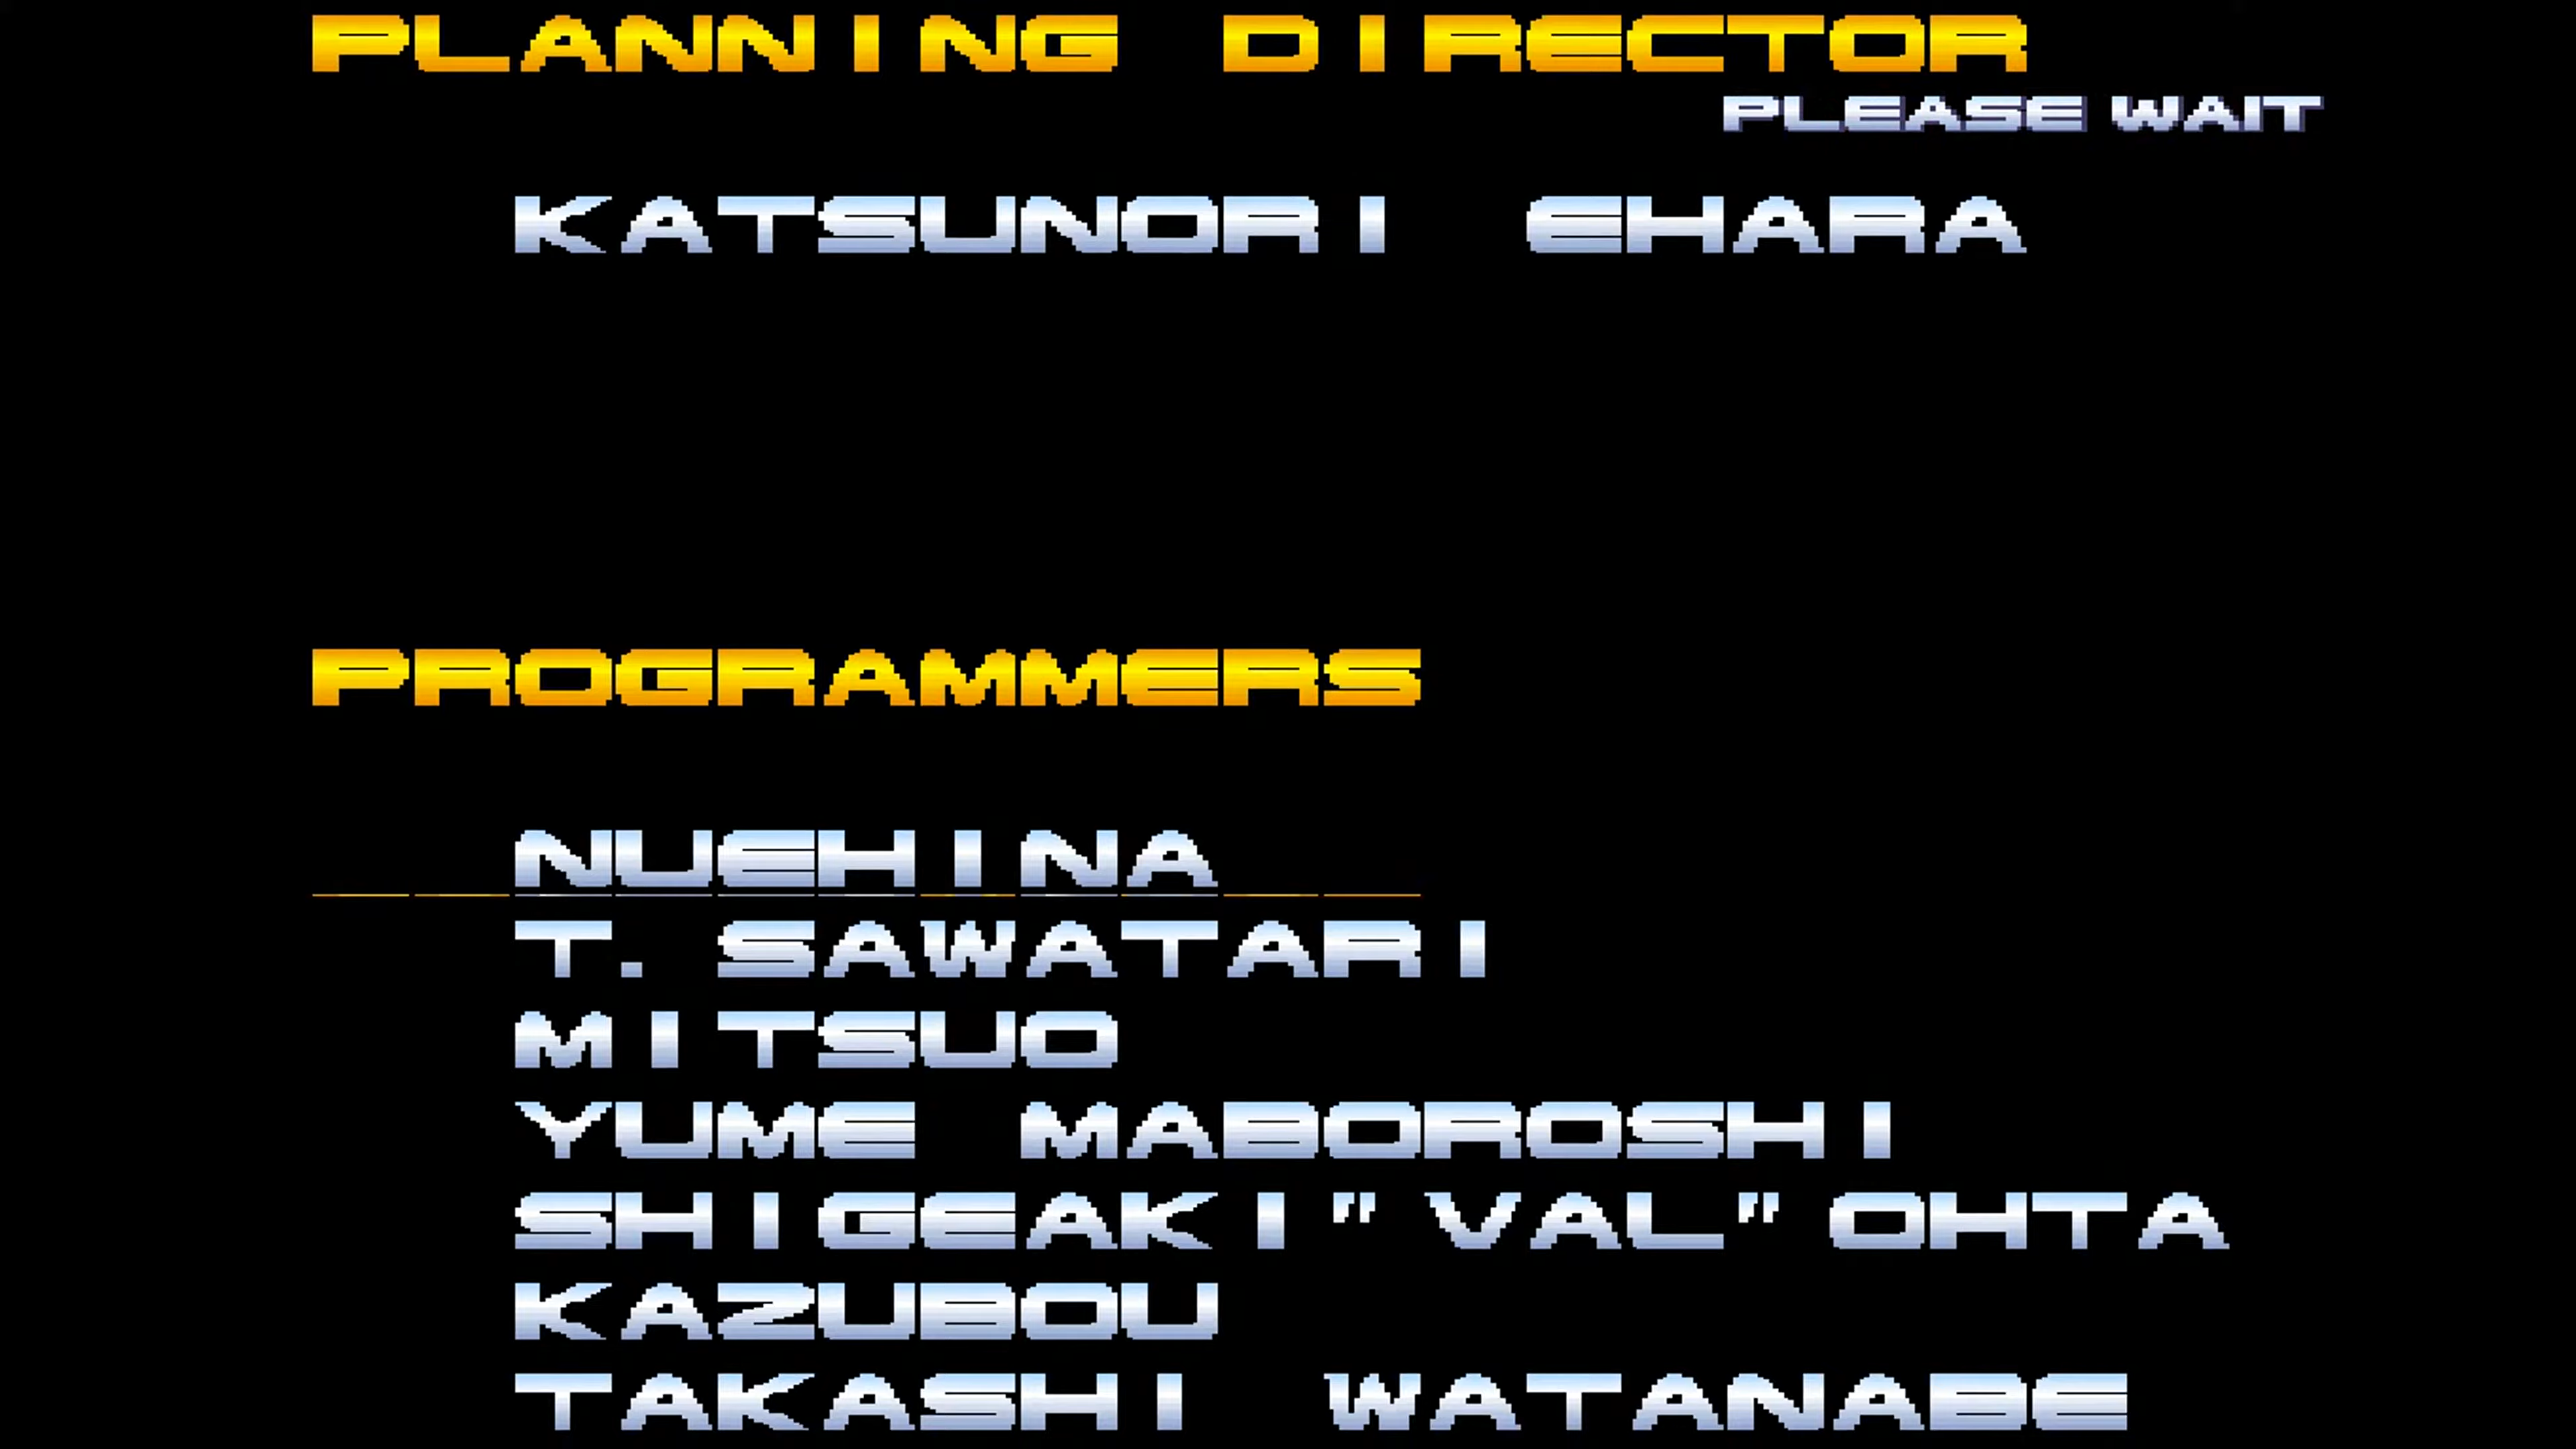 PLANNING DIRECTOR
PLEASE WAIT
KATSUNORI EHARA
PROGRAMMERS
NUEHINA
T. SAWATARI
MITSUO
YUME MABOROSHI
SHIGEAKI"VAL"OHTA
KAZUBOU
TAKASHI WATANABE